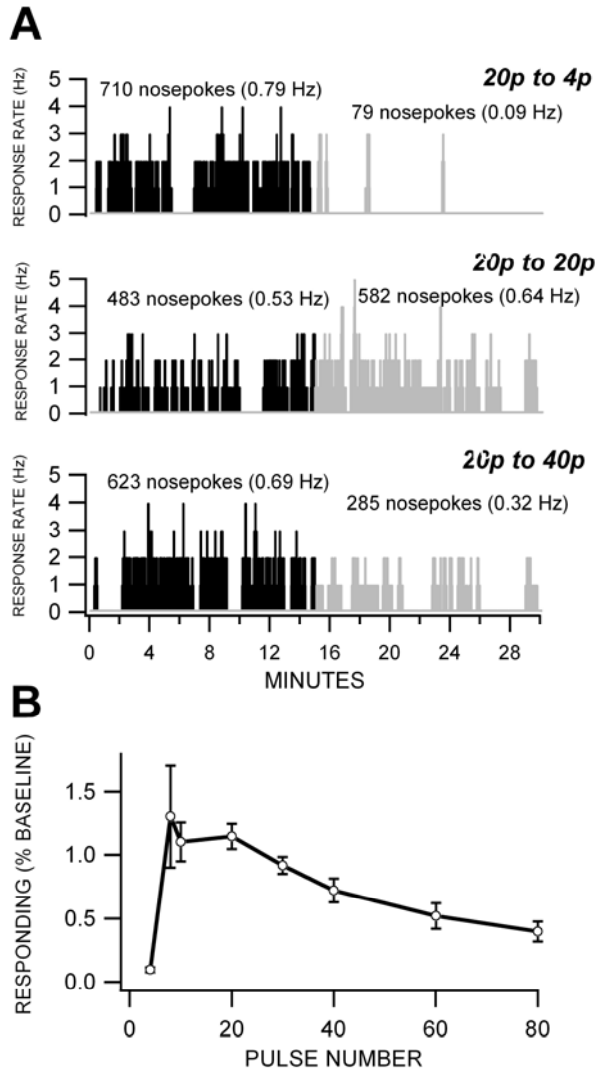 A
20p to 4p
710 nosepokes (0.79 Hz)
79 nosepokes (0.09 Hz)
RESPONSE RATE (Hz)
5
4
3
2
1
0
20p to 20p
483 nosepokes (0.53 Hz)
582 nosepokes (0.64 Hz)
RESPONSE RATE (Hz)
5
4
3
2
1
0
20p to 40p
623 nosepokes (0.69 Hz)
285 nosepokes (0.32 Hz)
RESPONSE RATE (Hz)
5
4
3
2
1
0
0 4 8 12 16 20 24 28
MINUTES
B
RESPONDING (% BASELINE)
1.5
1.0
0.5
0.0
0 20 40 60 80
PULSE NUMBER